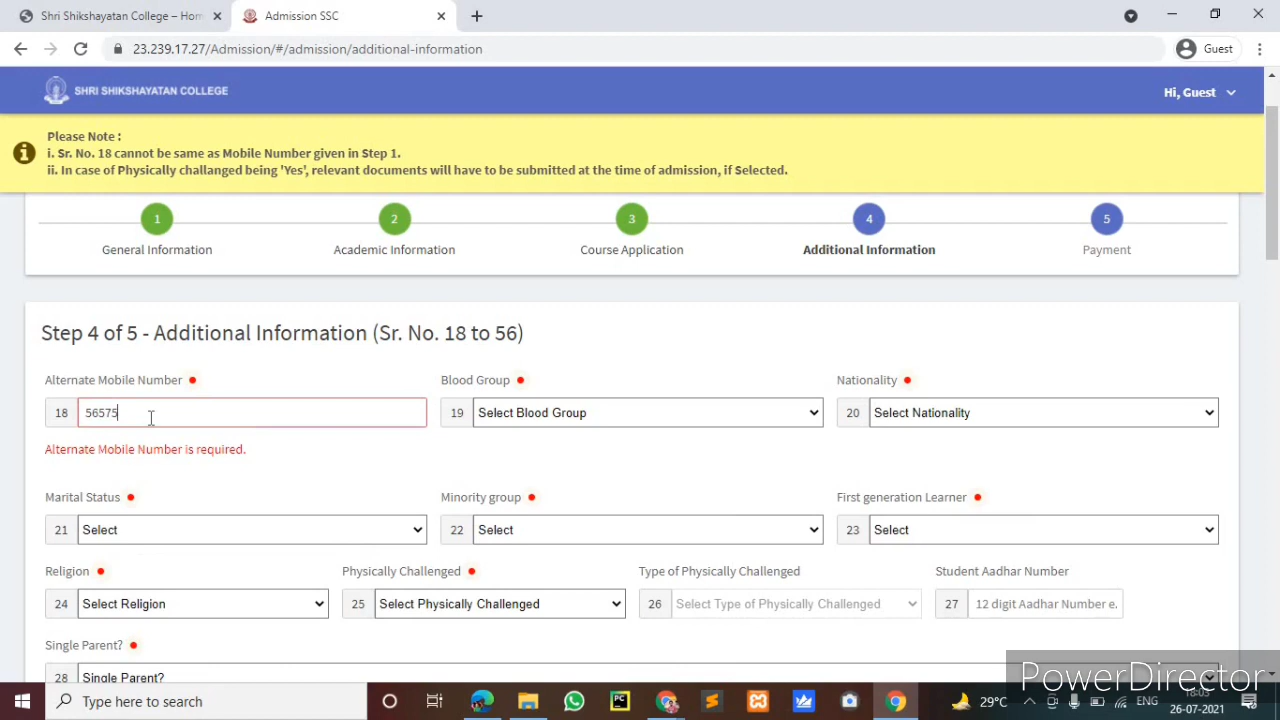 Shri Shikshayatan College – Hom
Admission SSC
23.239.17.27/Admission/#/admission/additional-information
Guest
SHRI SHIKSHAYATAN COLLEGE
Hi, Guest
Please Note :
i. Sr. No. 18 cannot be same as Mobile Number given in Step 1.
ii. In case of Physically challanged being 'Yes', relevant documents will have to be submitted at the time of admission, if Selected.
1 2 3 4 5
General Information Academic Information Course Application Additional Information Payment
Step 4 of 5 - Additional Information (Sr. No. 18 to 56)
Alternate Mobile Number Blood Group Nationality
18 56575 19 Select Blood Group 20 Select Nationality
Alternate Mobile Number is required.
Marital Status Minority group First generation Learner
21 Select 22 Select 23 Select
Religion Physically Challenged Type of Physically Challenged Student Aadhar Number
24 Select Religion 25 Select Physically Challenged 26 Select Type of Physically Challenged 27 12 digit Aadhar Number e.
Single Parent?
28 Single Parent?
PowerDirector
Type here to search
PC
29°C
ENG
18:03
26-07-2021